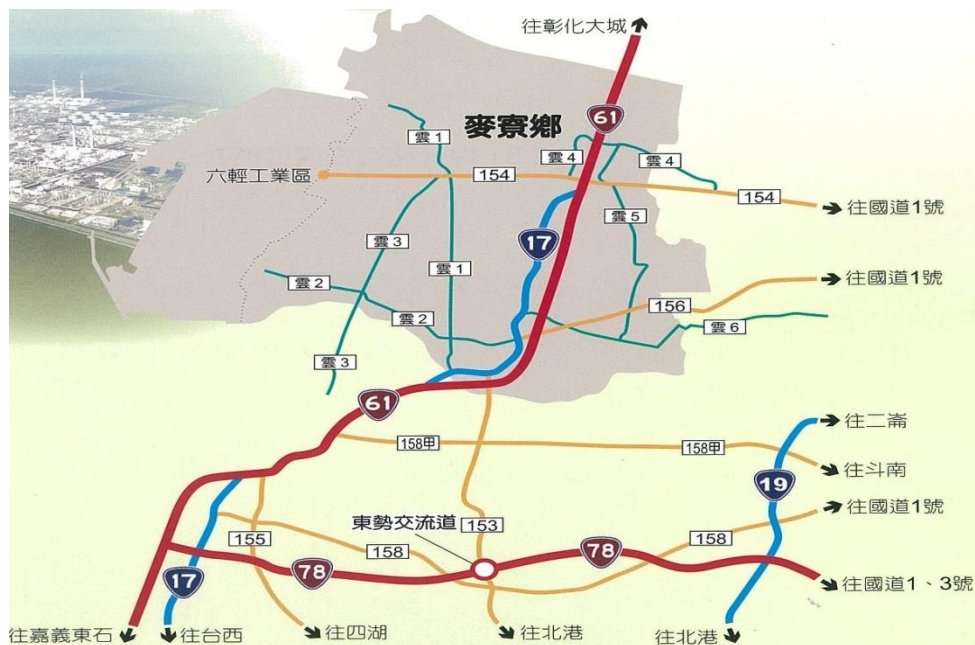 往彰化大城
61
麥寮鄉
雲 1
雲 4
雲 4
六輕工業區
154
154
往國道1號
雲 5
雲 3
17
雲 1
雲 2
往國道1號
156
雲 2
雲 6
雲 3
61
往二崙
158甲
158甲
往斗南
19
往國道1號
東勢交流道
153
155
158
158
78
78
17
往國道1、3號
往嘉義東石
往台西
往四湖
往北港
往北港